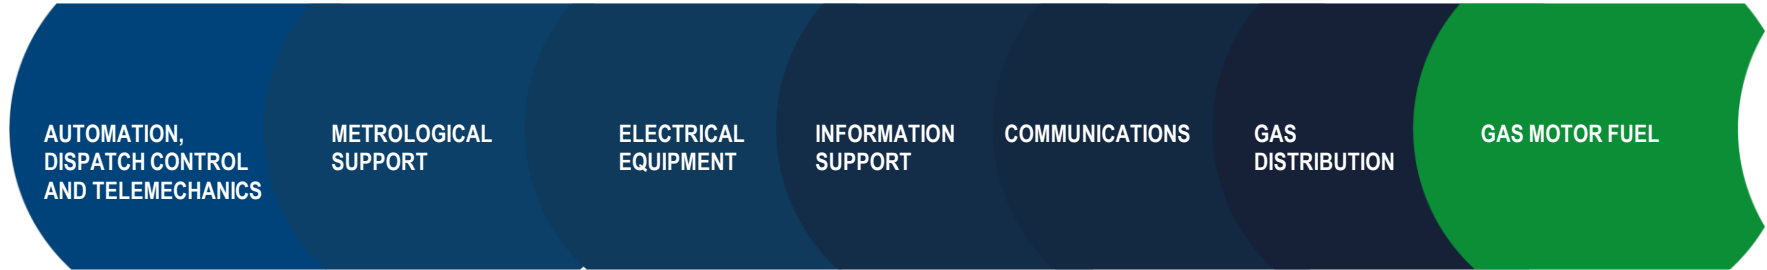 AUTOMATION,
DISPATCH CONTROL
AND TELEMECHANICS
METROLOGICAL
SUPPORT
ELECTRICAL
EQUIPMENT
INFORMATION
SUPPORT
COMMUNICATIONS
GAS
DISTRIBUTION
GAS MOTOR FUEL